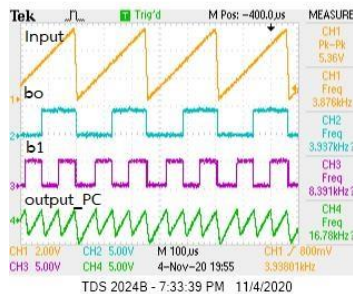 Tek Trig'd M Pos: -400.0µs MEASURE
Input
CH1
Pk-Pk
5.36V
CH1
Freq
3.876kHz?
bo
CH2
Freq
3.937kHz?
b1
CH3
Freq
8.391kHz?
output_PC
CH4
Freq
16.78kHz?
CH1 2.00V CH2 5.00V M 100µs CH1 800mV
CH3 5.00V CH4 5.00V 4-Nov-20 19:55 3.93801kHz
TDS 2024B - 7:33:39 PM 11/4/2020